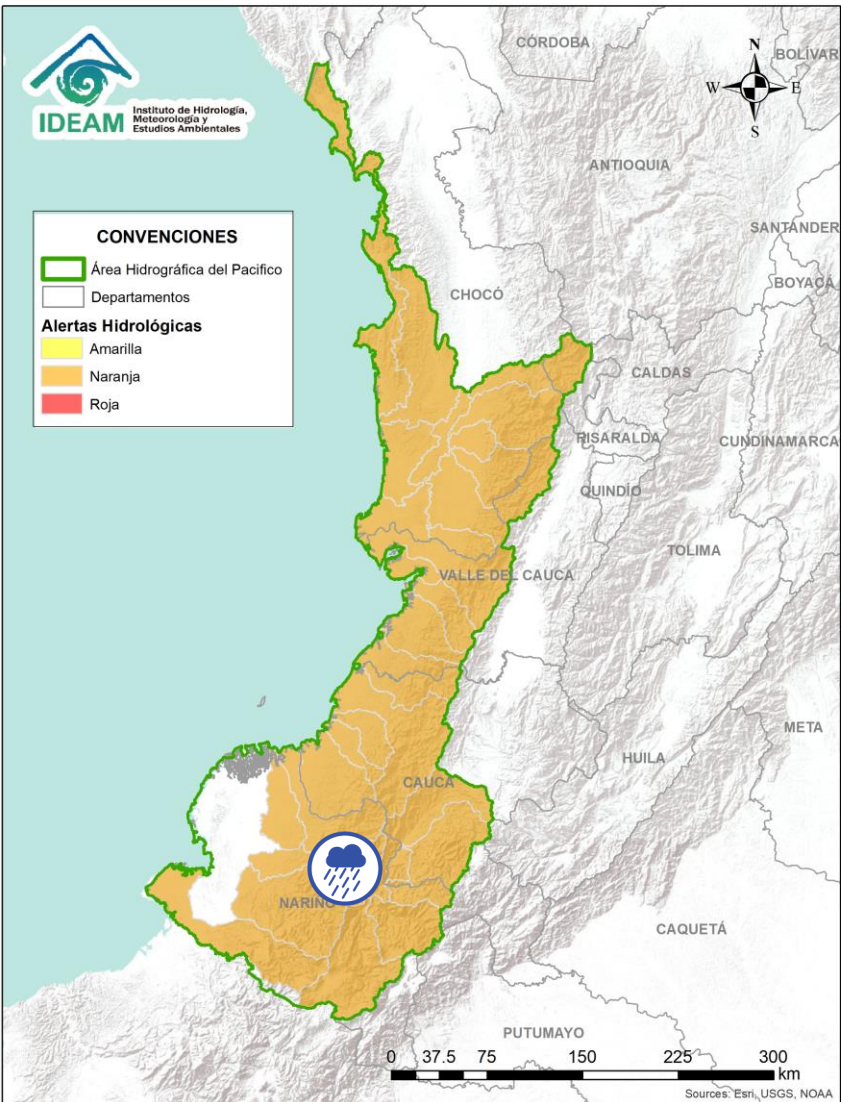 IDEAM
Instituto de Hidrología,
Meteorología y
Estudios Ambientales
N
W
E
S
CÓRDOBA
BOLÍVAR
ANTIOQUIA
SANTANDER
BOYACÁ
CHOCÓ
CONVENCIONES
Área Hidrográfica del Pacifico
Departamentos
Alertas Hidrológicas
Amarilla
Naranja
Roja
CALDAS
RISARALDA
CUNDINAMARCA
QUINDÍO
TOLIMA
VALLE DEL CAUCA
META
HUILA
CAUCA
NARIÑO
CAQUETÁ
PUTUMAYO
0 37.5 75 150 225 300
km
Sources: Esri, USGS, NOAA